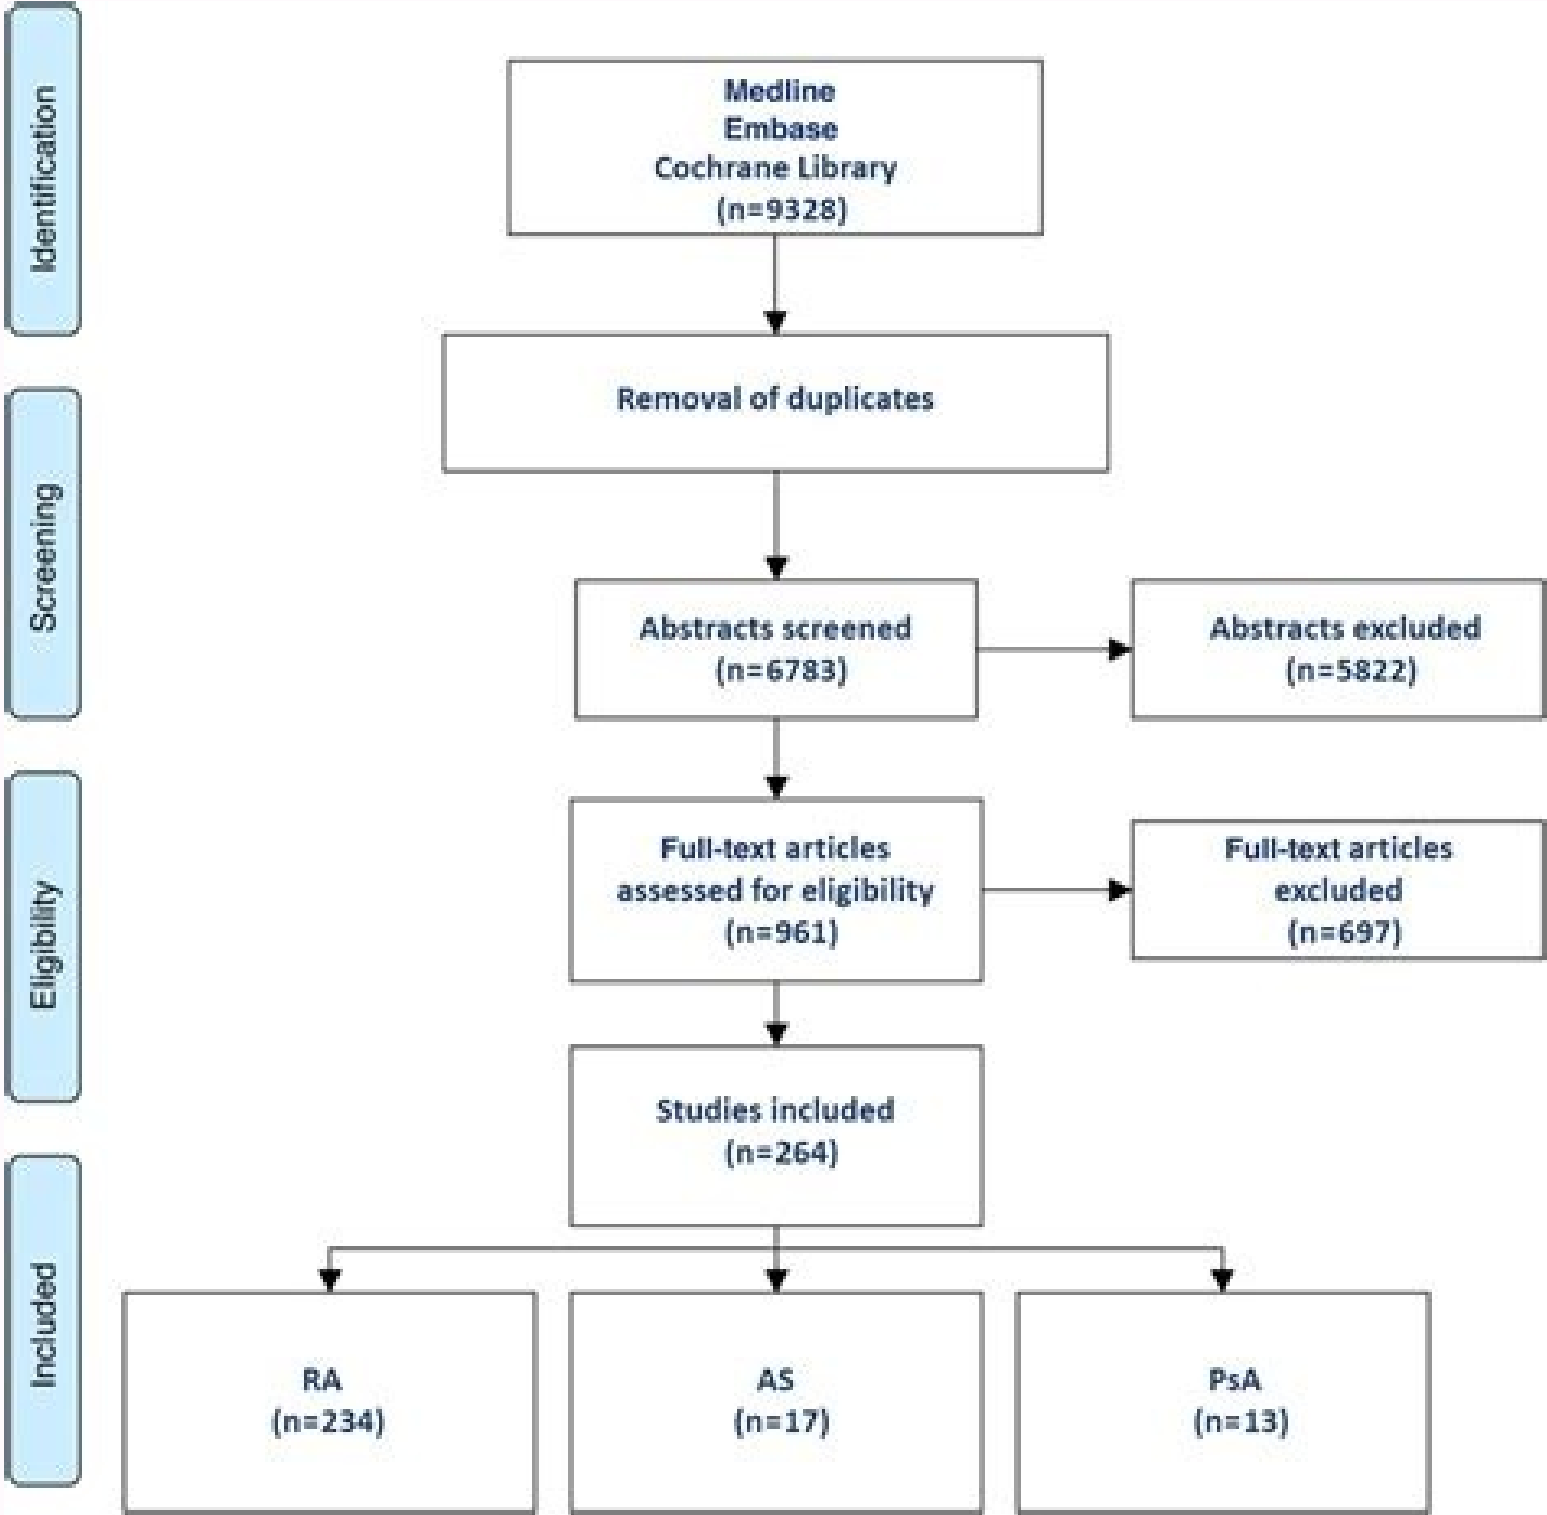 Identification
Medline
Embase
Cochrane Library
(n=9328)
Removal of duplicates
Screening
Abstracts screened
(n=6783)
Abstracts excluded
(n=5822)
Eligibility
Full-text articles
assessed for eligibility
(n=961)
Full-text articles
excluded
(n=697)
Studies included
(n=264)
Included
RA
(n=234)
AS
(n=17)
PsA
(n=13)